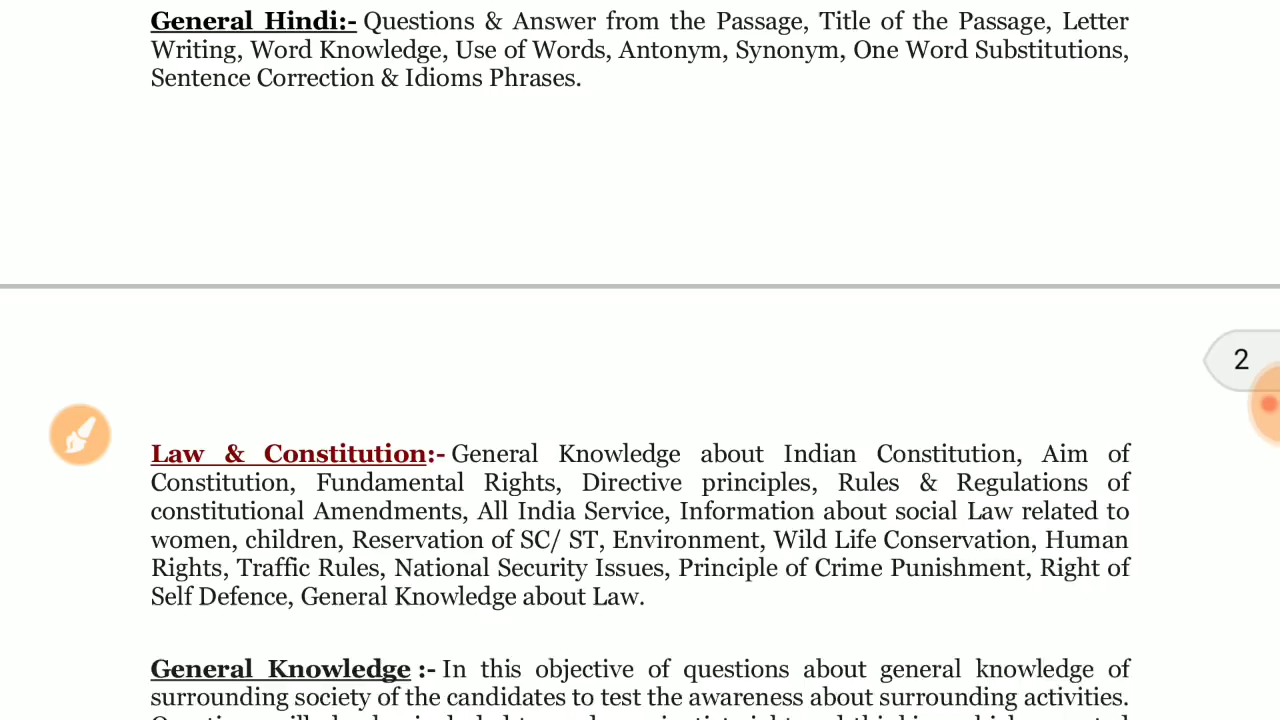 General Hindi:- Questions & Answer from the Passage, Title of the Passage, Letter
Writing, Word Knowledge, Use of Words, Antonym, Synonym, One Word Substitutions,
Sentence Correction & Idioms Phrases.
2
Law & Constitution:- General Knowledge about Indian Constitution, Aim of
Constitution, Fundamental Rights, Directive principles, Rules & Regulations of
constitutional Amendments, All India Service, Information about social Law related to
women, children, Reservation of SC/ ST, Environment, Wild Life Conservation, Human
Rights, Traffic Rules, National Security Issues, Principle of Crime Punishment, Right of
Self Defence, General Knowledge about Law.
General Knowledge :- In this objective of questions about general knowledge of
surrounding society of the candidates to test the awareness about surrounding activities.